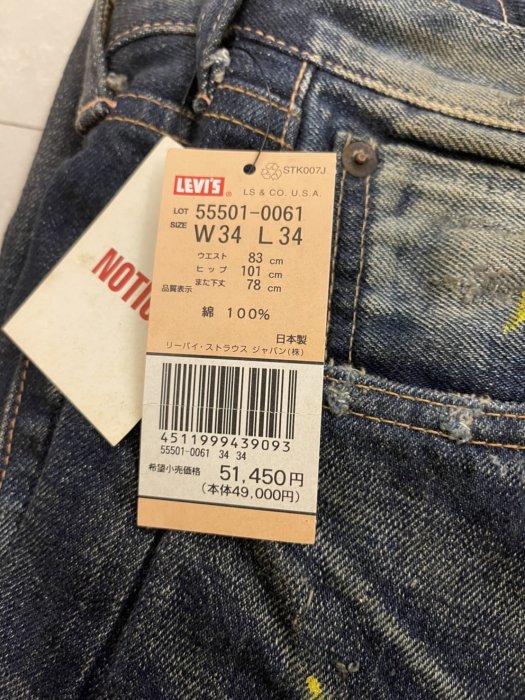 STK007J
LEVI'S®
LS & CO. U.S.A.
LOT 55501-0061
SIZE W34 L34
ウエスト 83 cm
ヒップ 101 cm
また下丈 78 cm
品質表示
綿 100%
日本製
リーバイ・ストラウス ジャパン(株)
4511999439093
55501-0061 34 34
希望小売価格 51,450円
(本体49,000円)
NOTIC